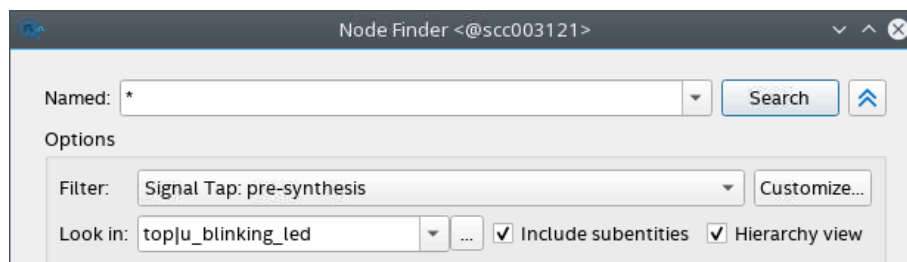 Node Finder <@scc003121>
Named: * Search
Options
Filter: Signal Tap: pre-synthesis Customize...
Look in: top|u_blinking_led ... Include subentities Hierarchy view